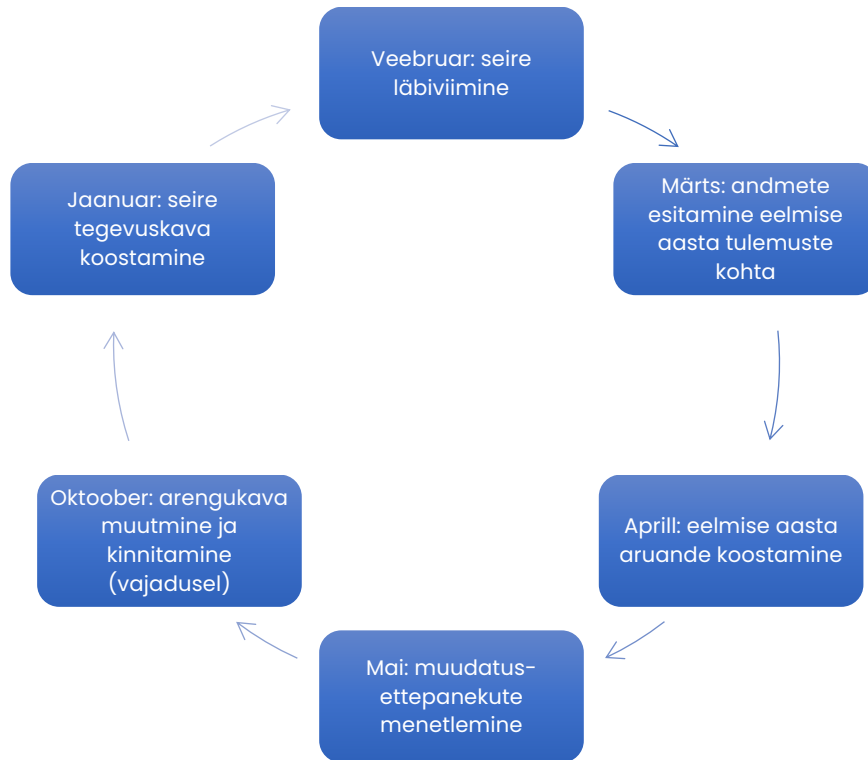 Veebruar: seire
läbiviimine
Märts: andmete
esitamine eelmise
aasta tulemuste
kohta
Aprill: eelmise aasta
aruande koostamine
Mai: muudatus-
ettepanekute
menetlemine
Oktoober: arengukava
muutmine ja
kinnitamine
(vajadusel)
Jaanuar: seire
tegevuskava
koostamine